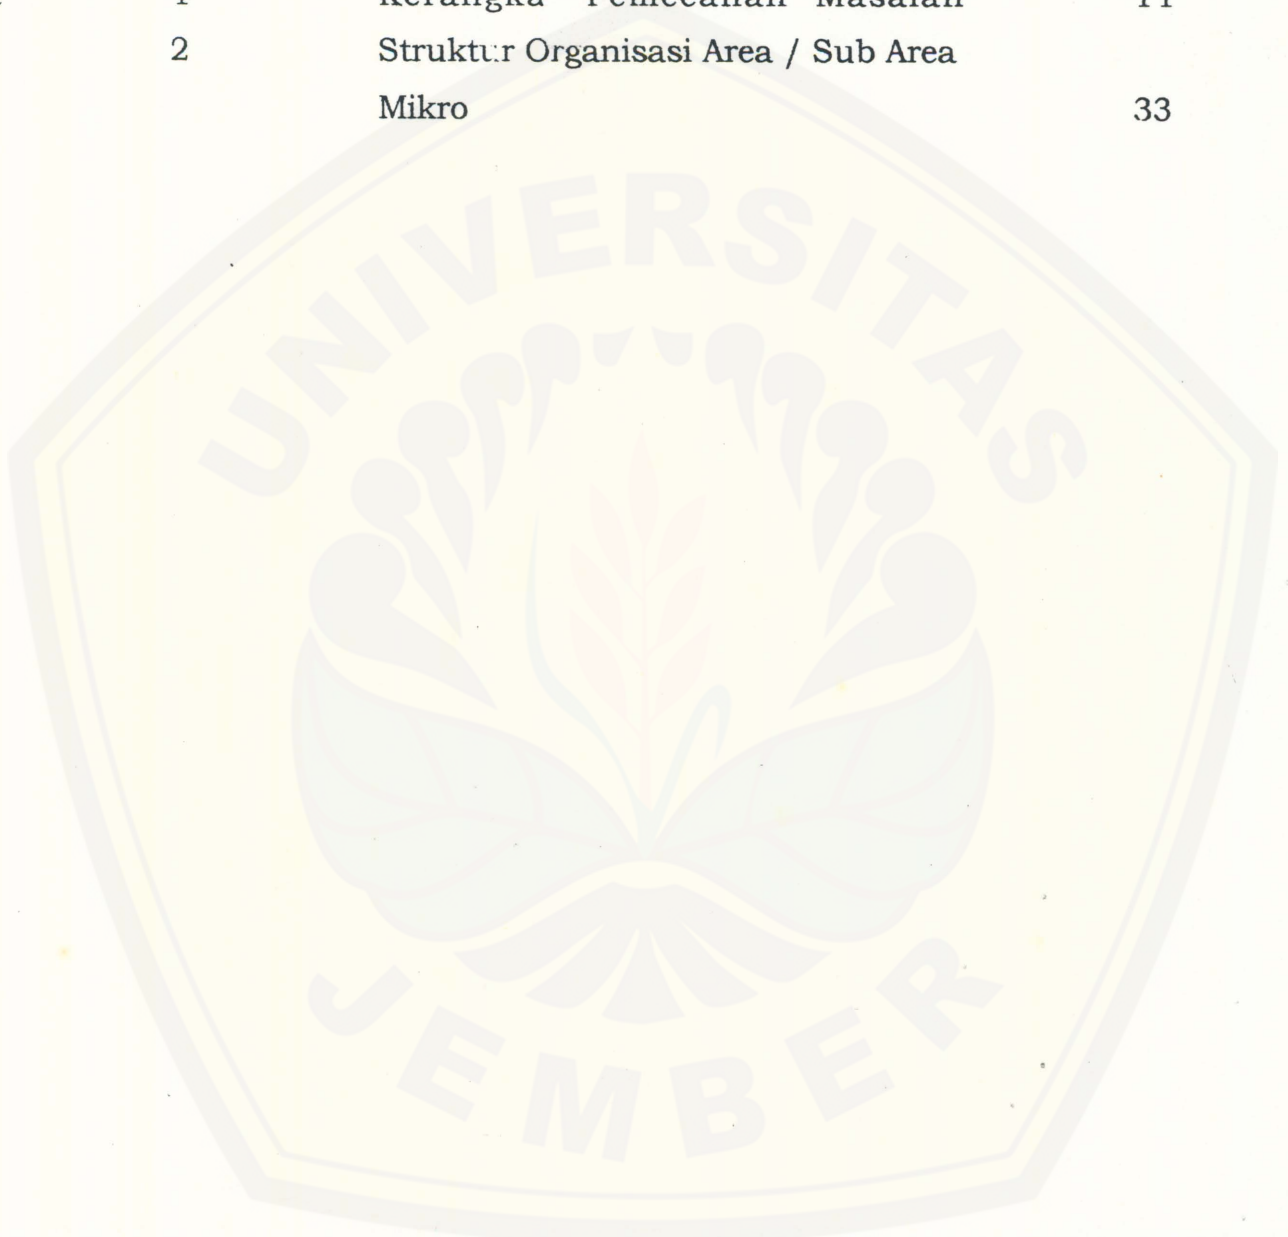 Kerangka Pemecahan Masalah
2 Struktur Organisasi Area / Sub Area
Mikro 33
UNIVERSITAS
JEMBER